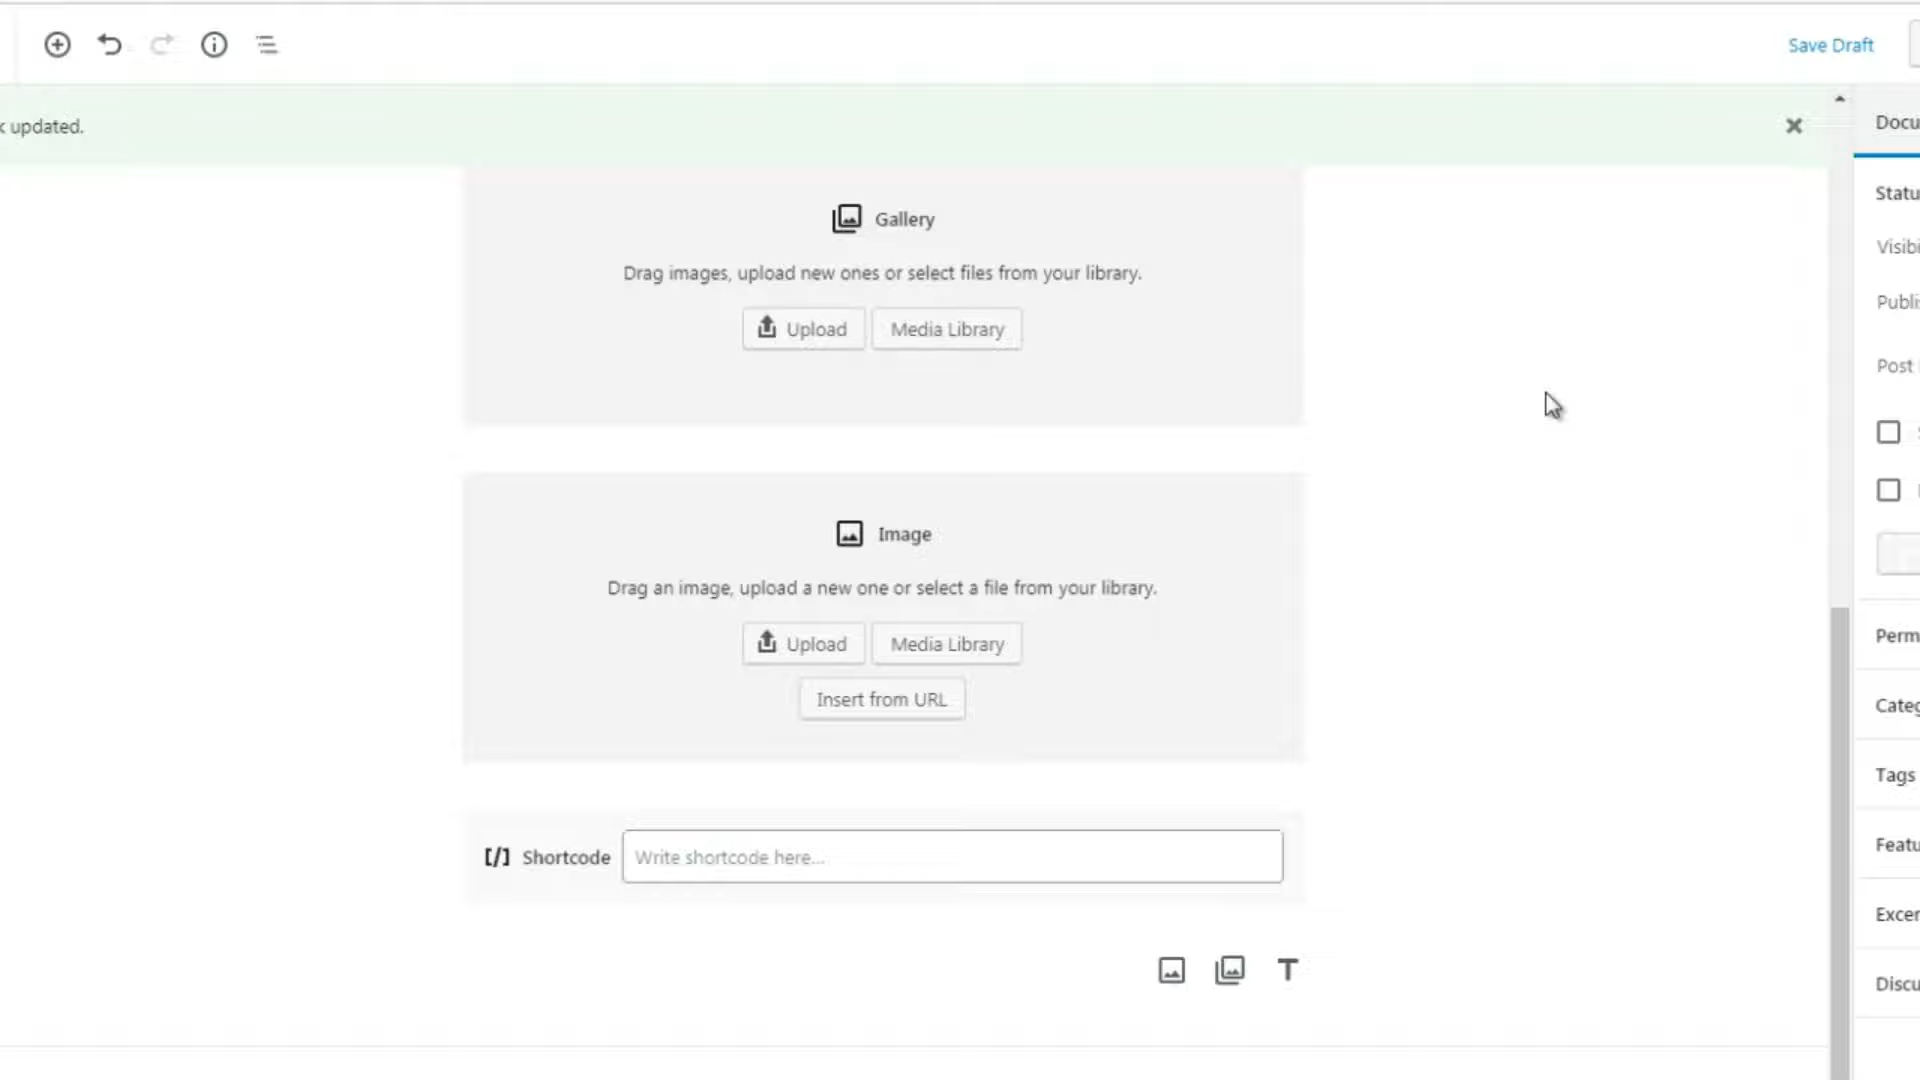 Save Draft
updated.
Docu
Statu
Gallery
Visibi
Drag images, upload new ones or select files from your library.
Publis
Upload
Media Library
Post
Image
Drag an image, upload a new one or select a file from your library.
Perm
Upload
Media Library
Insert from URL
Categ
Tags
[/] Shortcode
Write shortcode here...
Featu
Excer
T
Discu